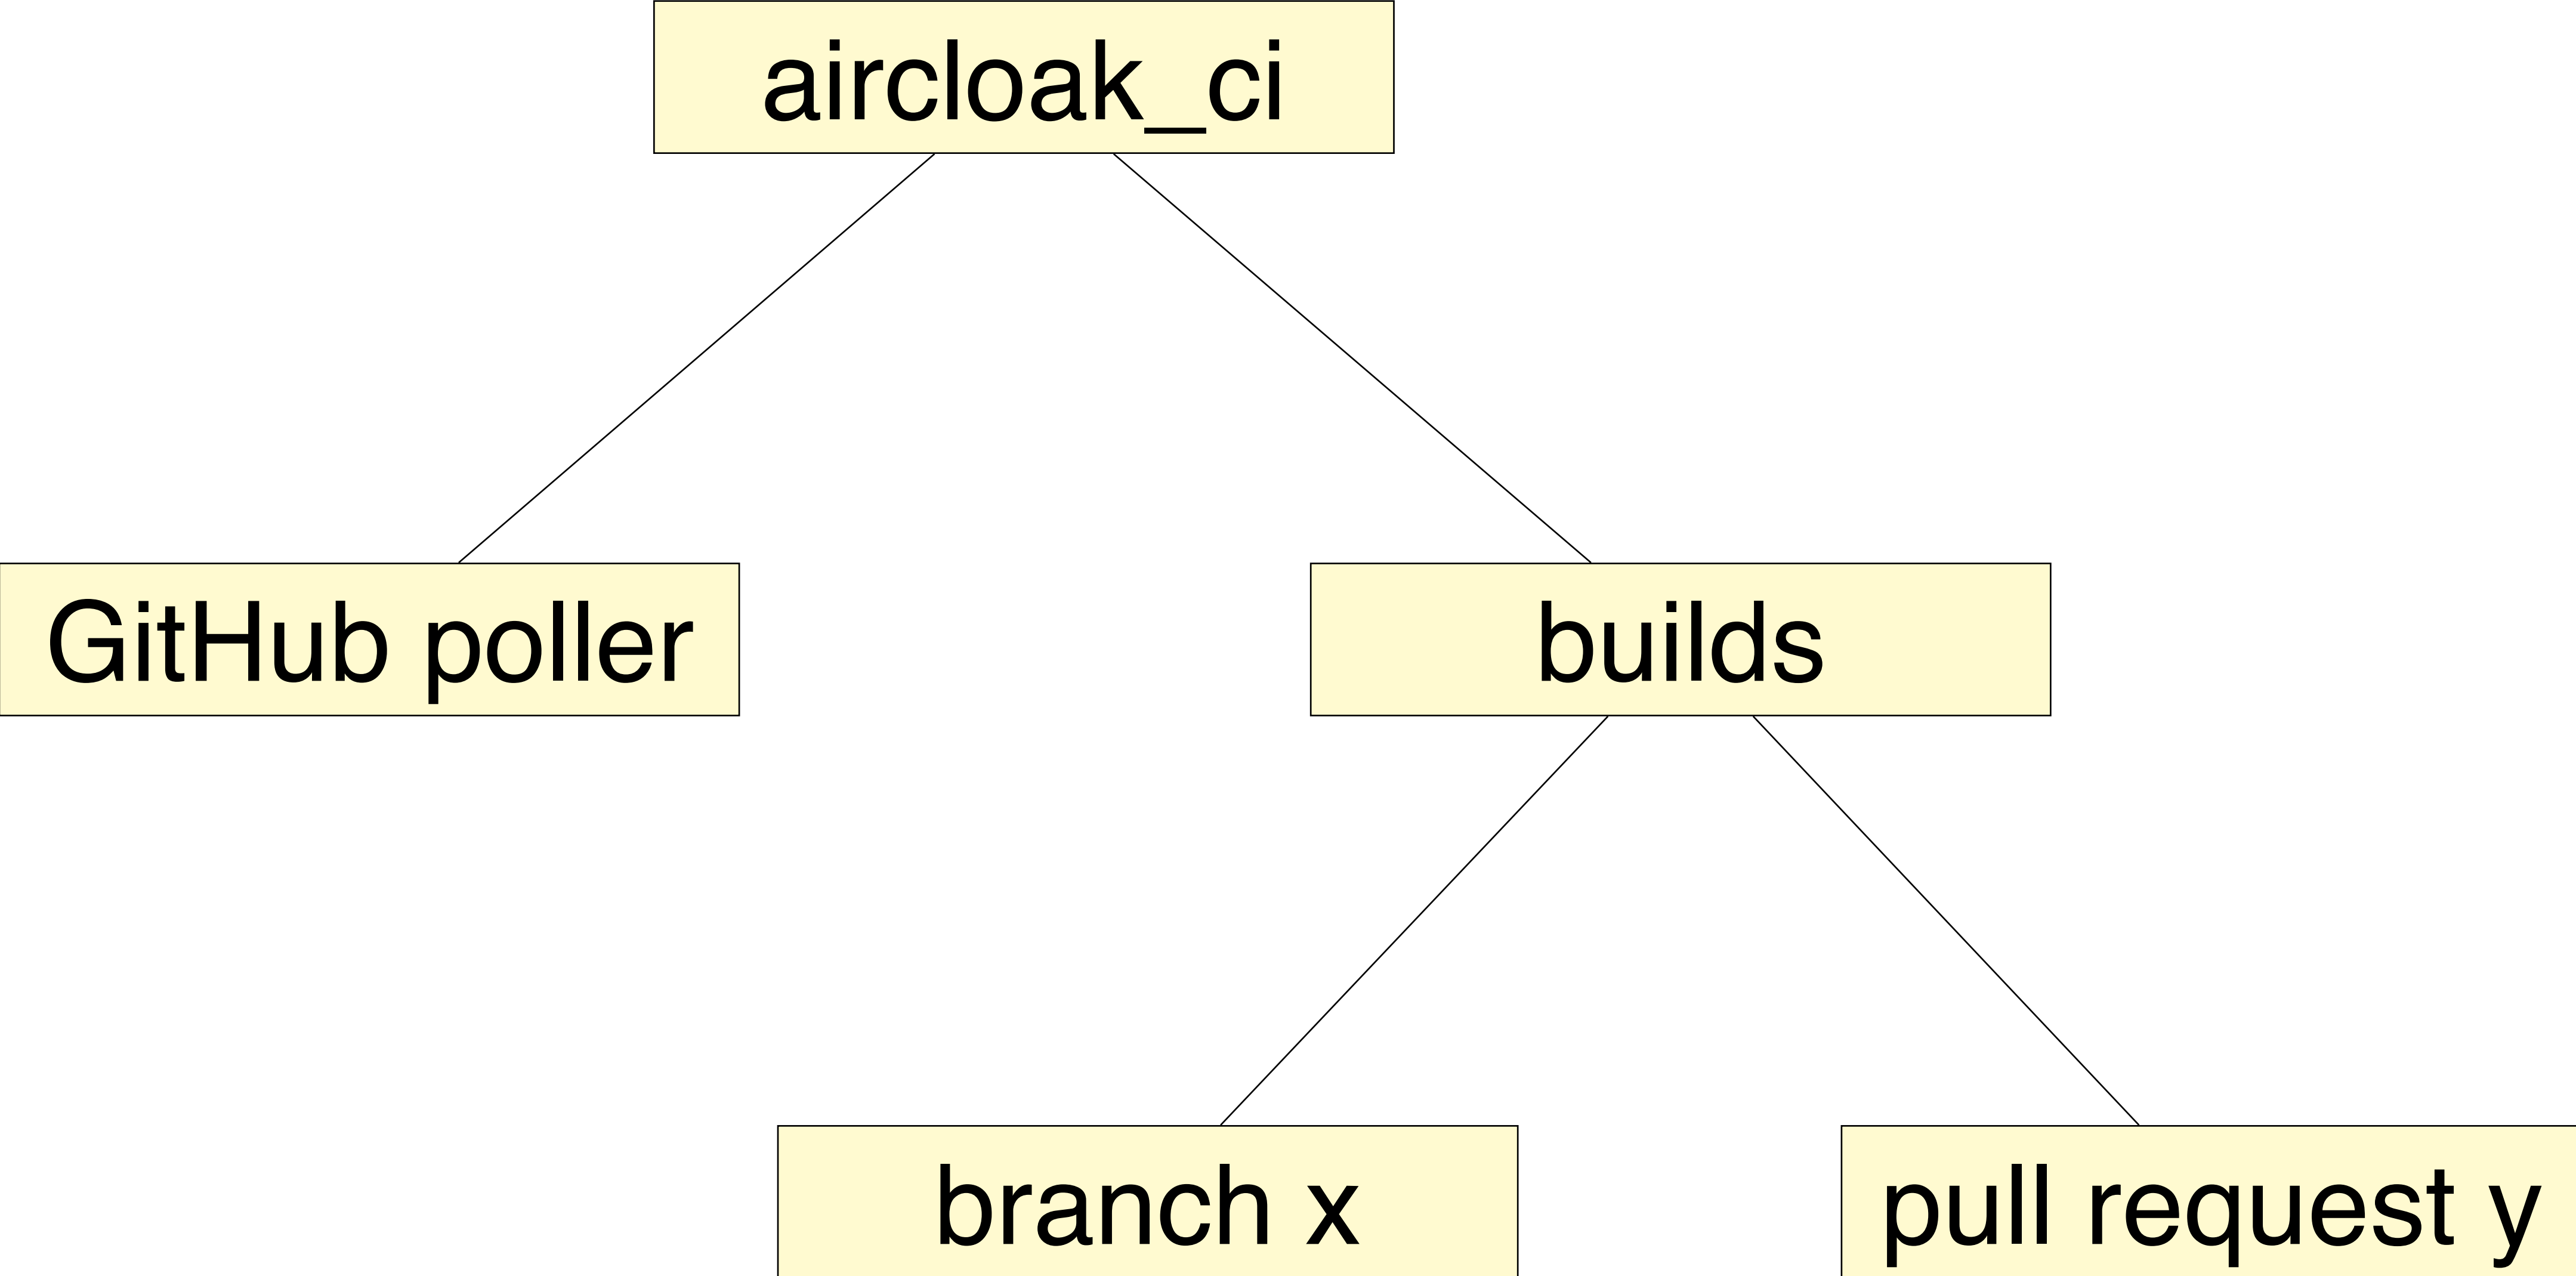 aircloak_ci
GitHub poller
builds
branch x
pull request y